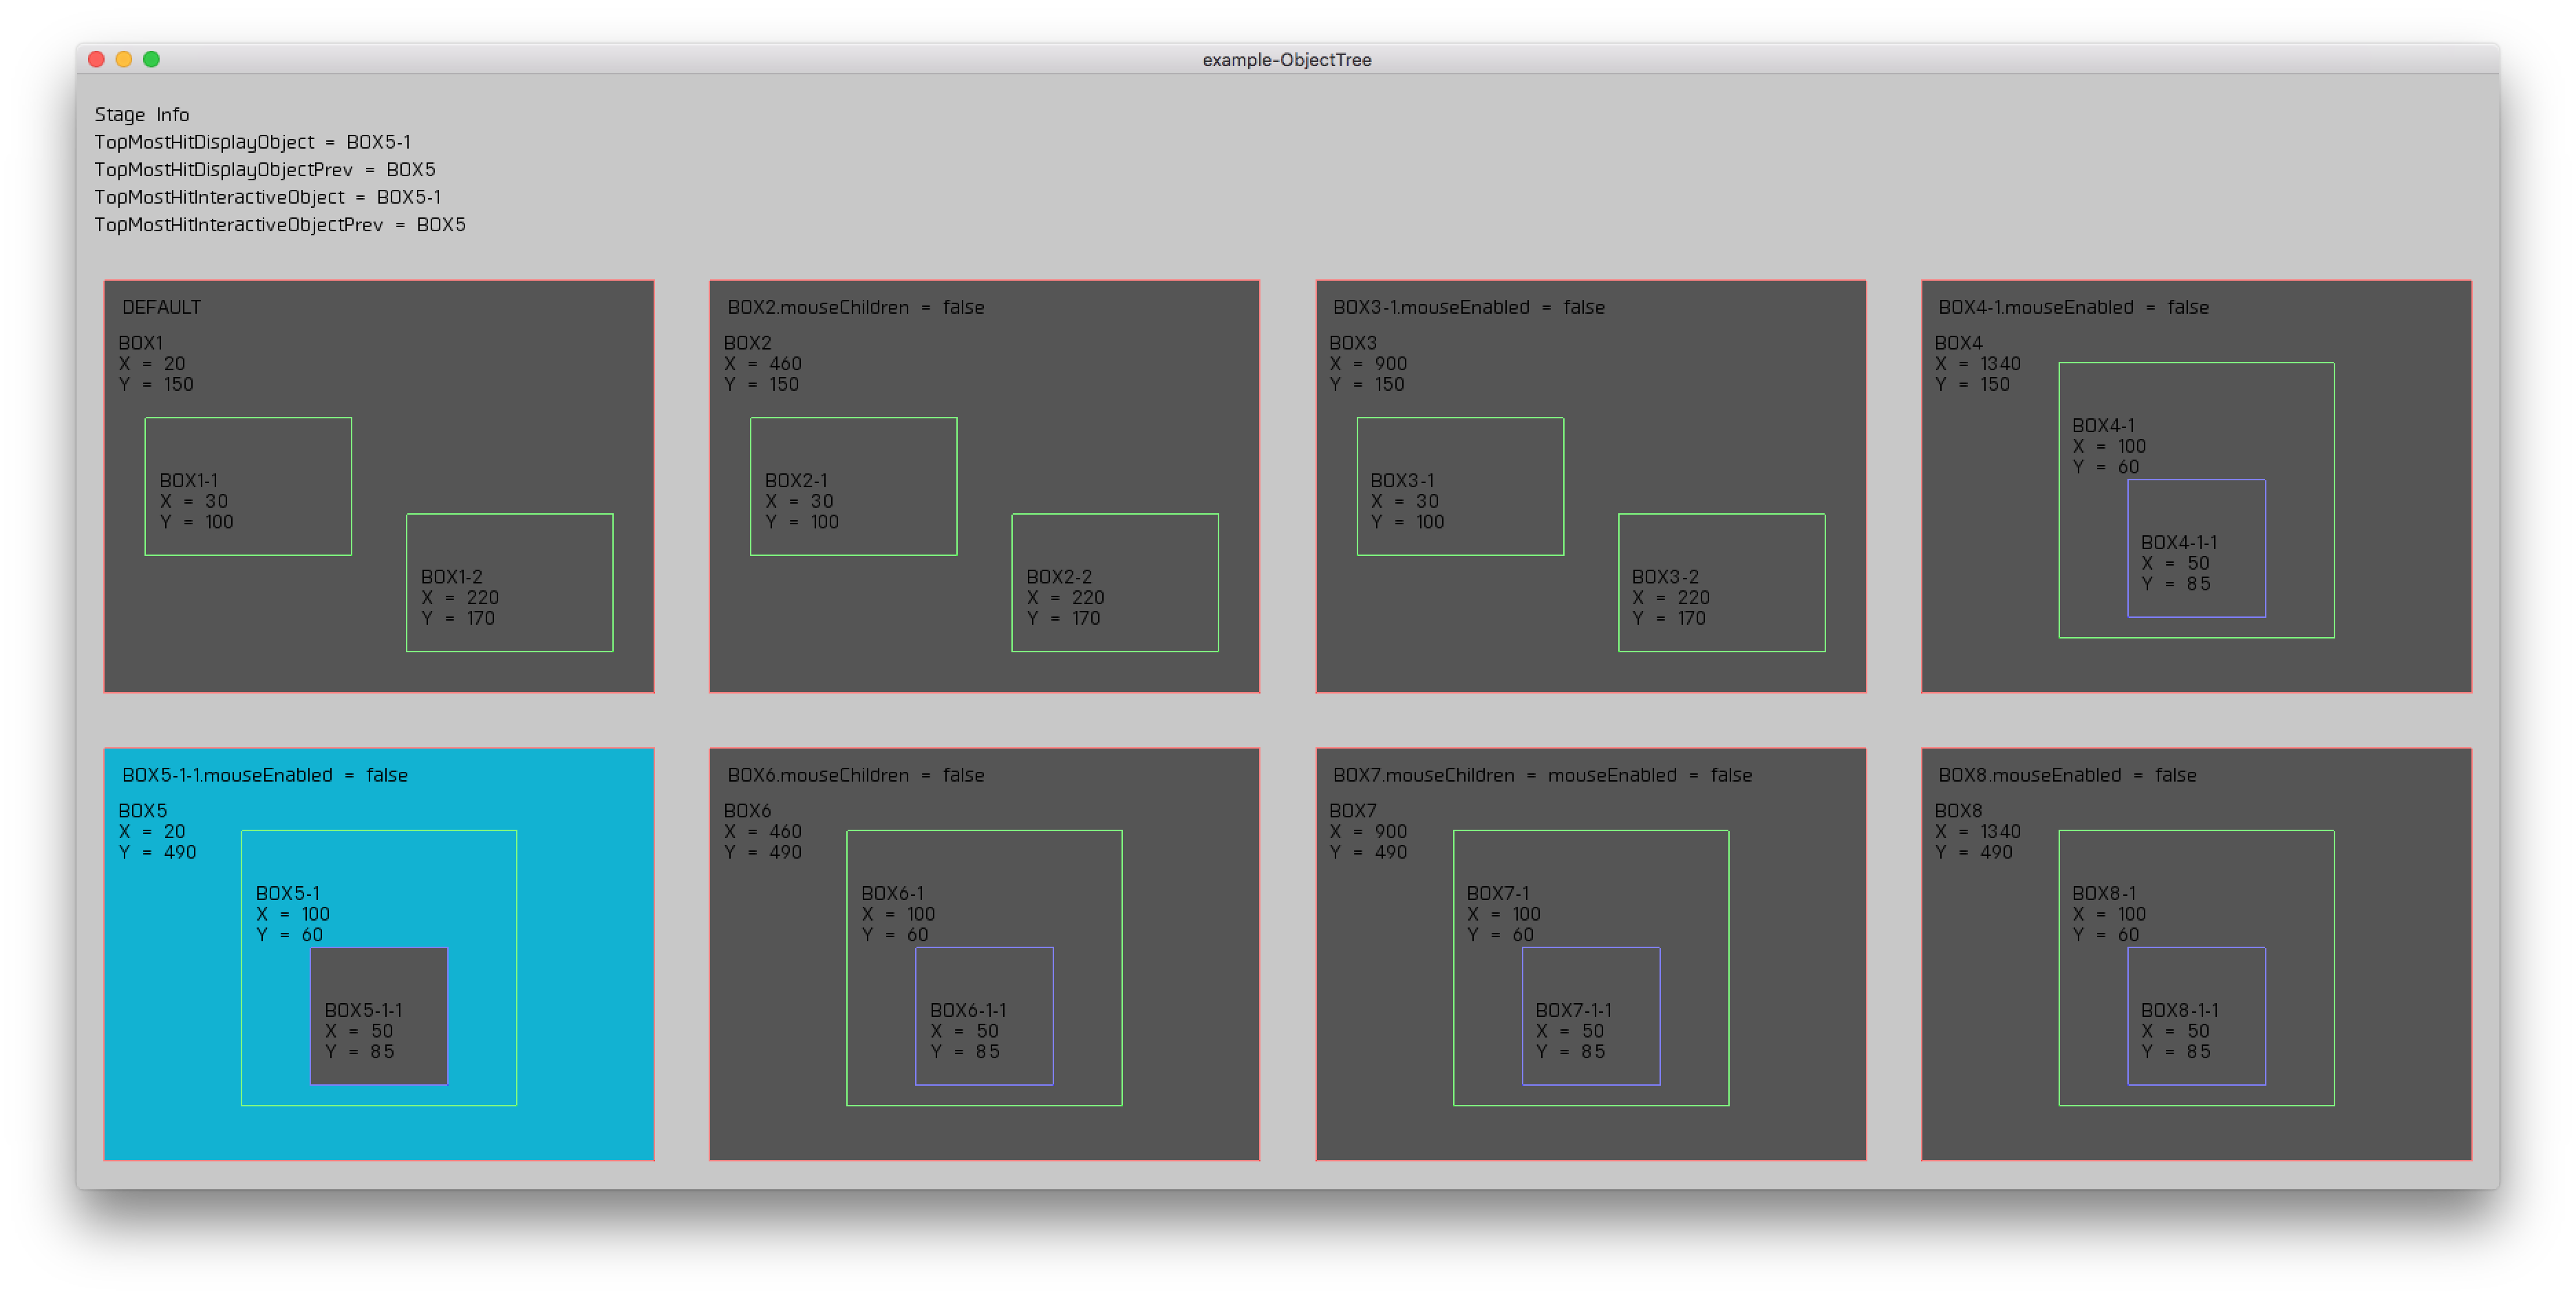 example-ObjectTree
Stage Info
TopMostHitDisplayObject = BOX5-1
TopMostHitDisplayObjectPrev = BOX5
TopMostHitInteractiveObject = BOX5-1
TopMostHitInteractiveObjectPrev = BOX5
DEFAULT
BOX1
X = 20
Y = 150
BOX1-1
X = 30
Y = 100
BOX1-2
X = 220
Y = 170
BOX2.mouseChildren = false
BOX2
X = 460
Y = 150
BOX2-1
X = 30
Y = 100
BOX2-2
X = 220
Y = 170
BOX3-1.mouseEnabled = false
BOX3
X = 900
Y = 150
BOX3-1
X = 30
Y = 100
BOX3-2
X = 220
Y = 170
BOX4-1.mouseEnabled = false
BOX4
X = 1340
Y = 150
BOX4-1
X = 100
Y = 60
BOX4-1-1
X = 50
Y = 85
BOX5-1-1.mouseEnabled = false
BOX5
X = 20
Y = 490
BOX5-1
X = 100
Y = 60
BOX5-1-1
X = 50
Y = 85
BOX6.mouseChildren = false
BOX6
X = 460
Y = 490
BOX6-1
X = 100
Y = 60
BOX6-1-1
X = 50
Y = 85
BOX7.mouseChildren = mouseEnabled = false
BOX7
X = 900
Y = 490
BOX7-1
X = 100
Y = 60
BOX7-1-1
X = 50
Y = 85
BOX8.mouseEnabled = false
BOX8
X = 1340
Y = 490
BOX8-1
X = 100
Y = 60
BOX8-1-1
X = 50
Y = 85